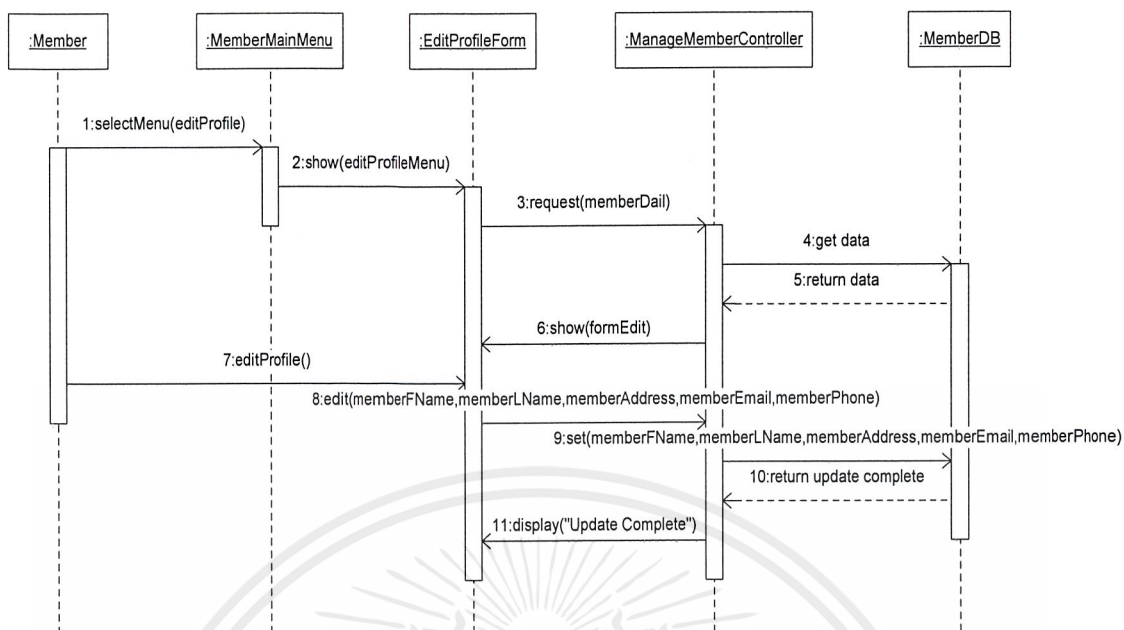 :Member
:MemberMainMenu
:EditProfileForm
:ManageMemberController
:MemberDB
1:selectMenu(editProfile)
2:show(editProfileMenu)
3:request(memberDail)
4:get data
5:return data
6:show(formEdit)
7:editProfile()
8:edit(memberFName,memberLName,memberAddress,memberEmail,memberPhone)
9:set(memberFName,memberLName,memberAddress,memberEmail,memberPhone)
10:return update complete
11:display("Update Complete")